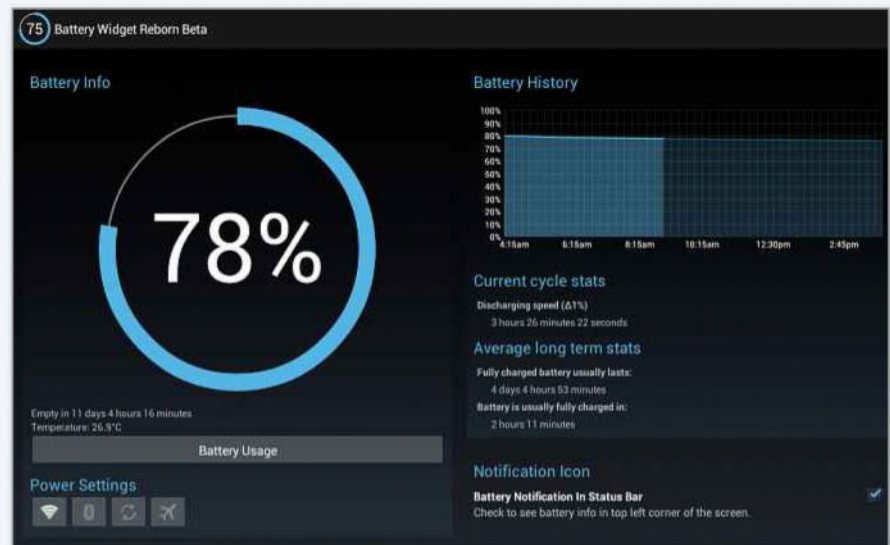 75 Battery Widget Reborn Beta
Battery Info
78%
Empty in 11 days 4 hours 16 minutes
Temperature: 26.9°C
Battery Usage
Power Settings
Battery History
100%
90%
80%
70%
60%
50%
40%
30%
20%
10%
0%
4:15am 6:15am 8:15am 10:15am 12:30pm 2:45pm
Current cycle stats
Discharging speed (Δ1%)
3 hours 26 minutes 22 seconds
Average long term stats
Fully charged battery usually lasts:
4 days 4 hours 53 minutes
Battery is usually fully charged in:
2 hours 11 minutes
Notification Icon
Battery Notification In Status Bar
Check to see battery info in top left corner of the screen.